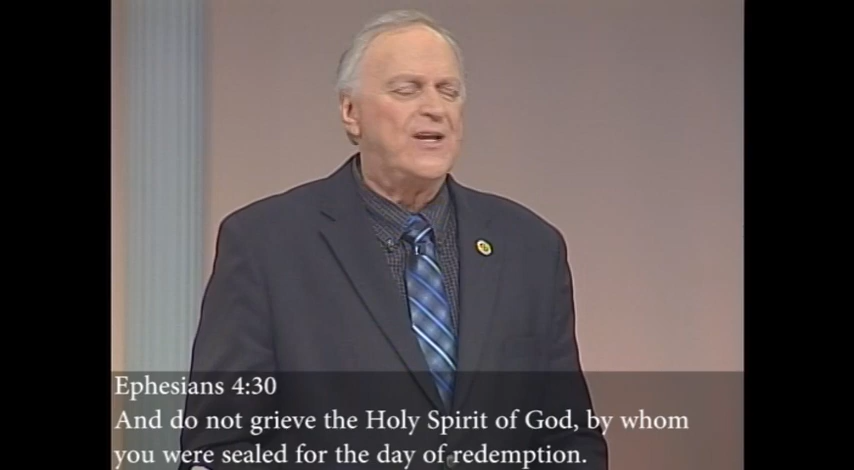 Ephesians 4:30
And do not grieve the Holy Spirit of God, by whom
you were sealed for the day of redemption.